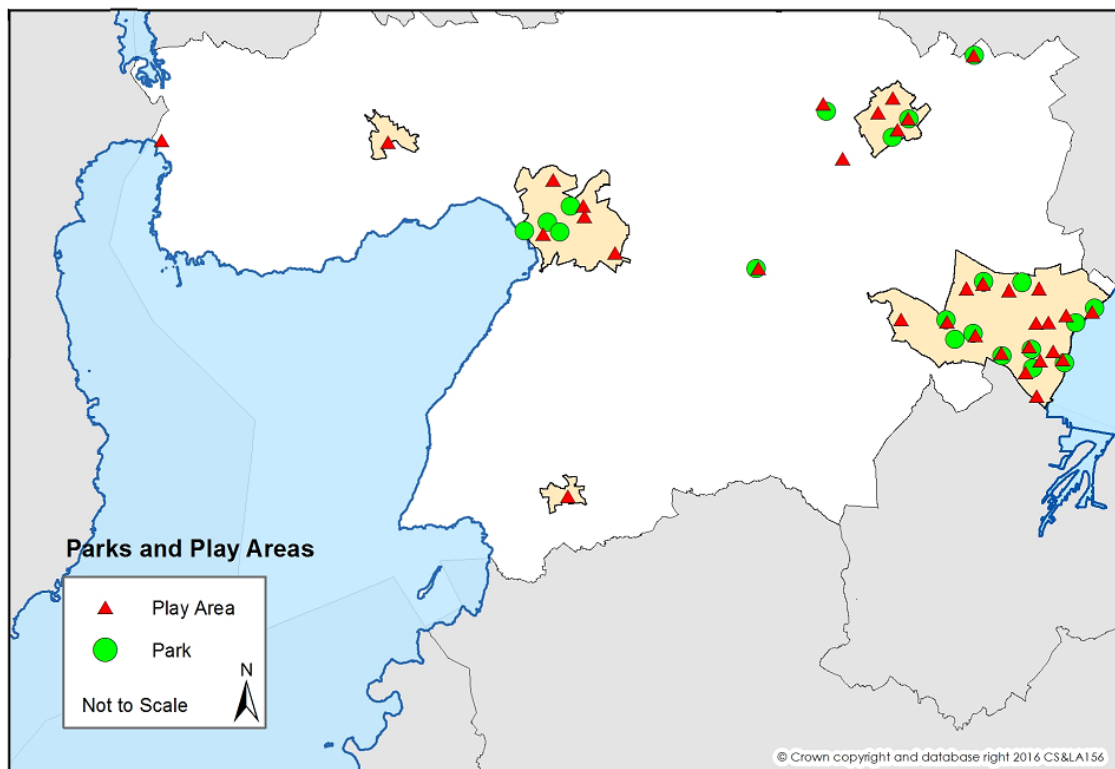 Parks and Play Areas
Play Area
Park
N
Not to Scale
© Crown copyright and database right 2016 CS&LA156